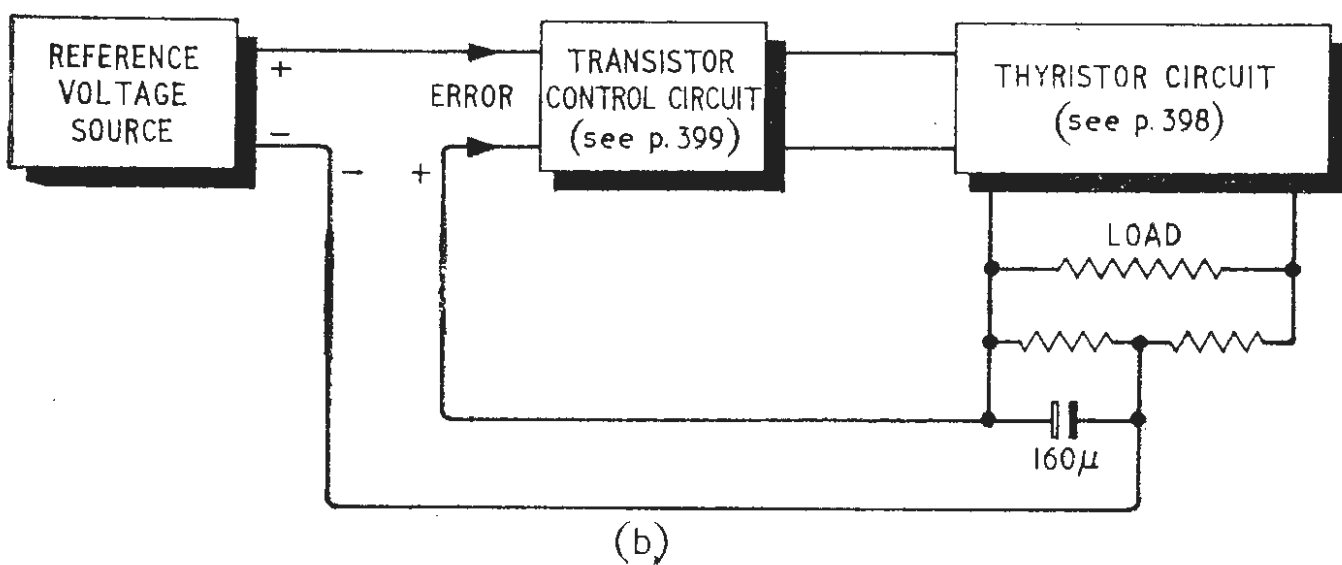 REFERENCE
VOLTAGE
SOURCE
+
−
− +
ERROR
TRANSISTOR
CONTROL CIRCUIT
(see p. 399)
THYRISTOR CIRCUIT
(see p. 398)
LOAD
160μ
(b)